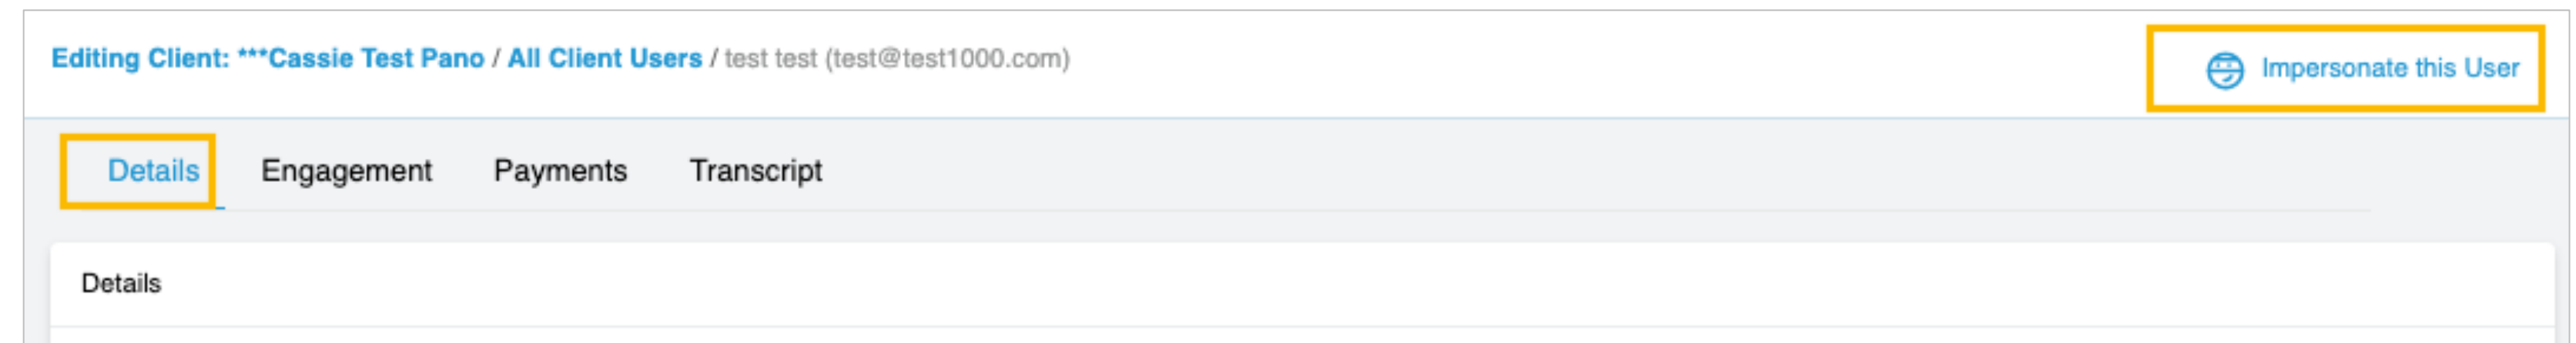 Editing Client: ***Cassie Test Pano / All Client Users / test test (test@test1000.com)
Impersonate this User
Details Engagement Payments Transcript
Details